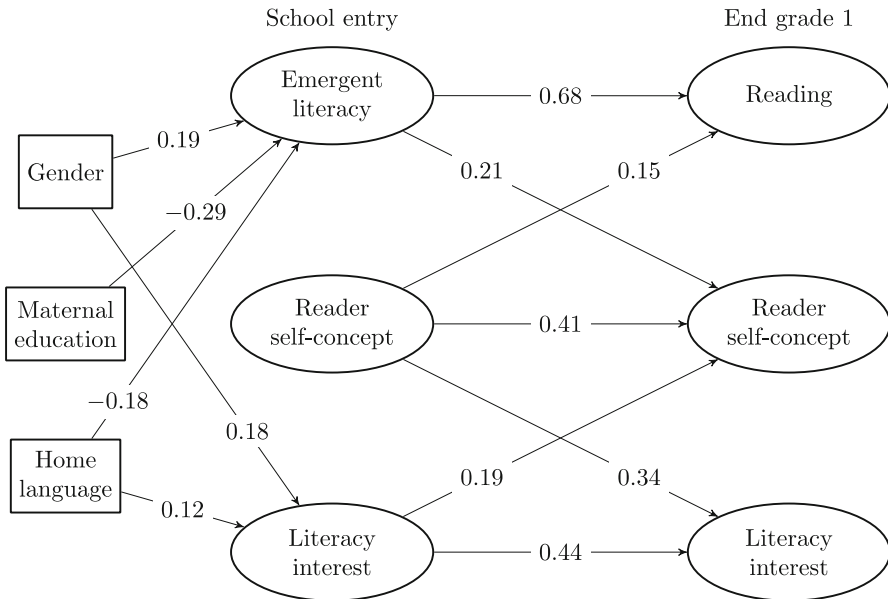 School entry
End grade 1
Emergent
literacy
0.68
Reading
0.19
Gender
0.21
0.15
−0.29
Maternal
education
Reader
self-concept
0.41
Reader
self-concept
−0.18
0.18
Home
language
0.19
0.34
0.12
Literacy
interest
0.44
Literacy
interest